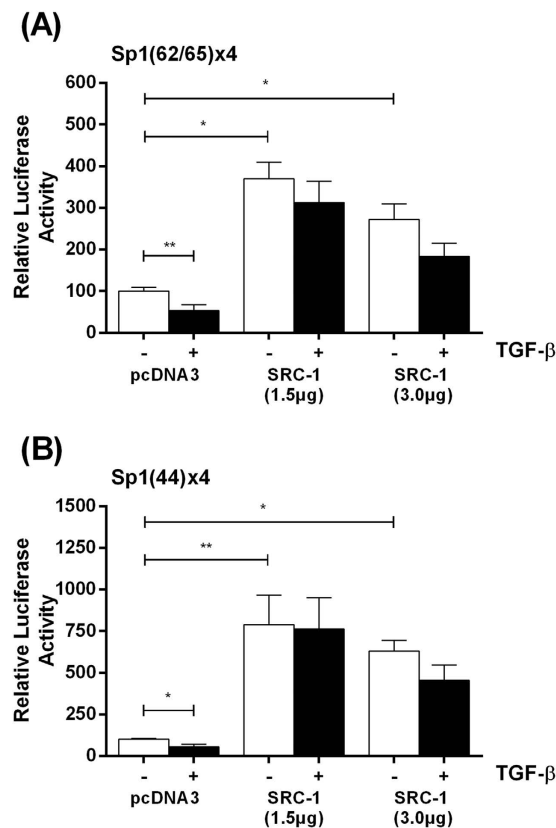 (A)
Sp1(62/65)x4
Relative Luciferase
Activity
600
500
400
300
200
100
0
*
*
**
- + - + - + TGF-β
pcDNA3 SRC-1 SRC-1
(1.5µg) (3.0µg)
(B)
Sp1(44)x4
Relative Luciferase
Activity
1500
1250
1000
750
500
250
0
*
**
*
- + - + - + TGF-β
pcDNA3 SRC-1 SRC-1
(1.5µg) (3.0µg)